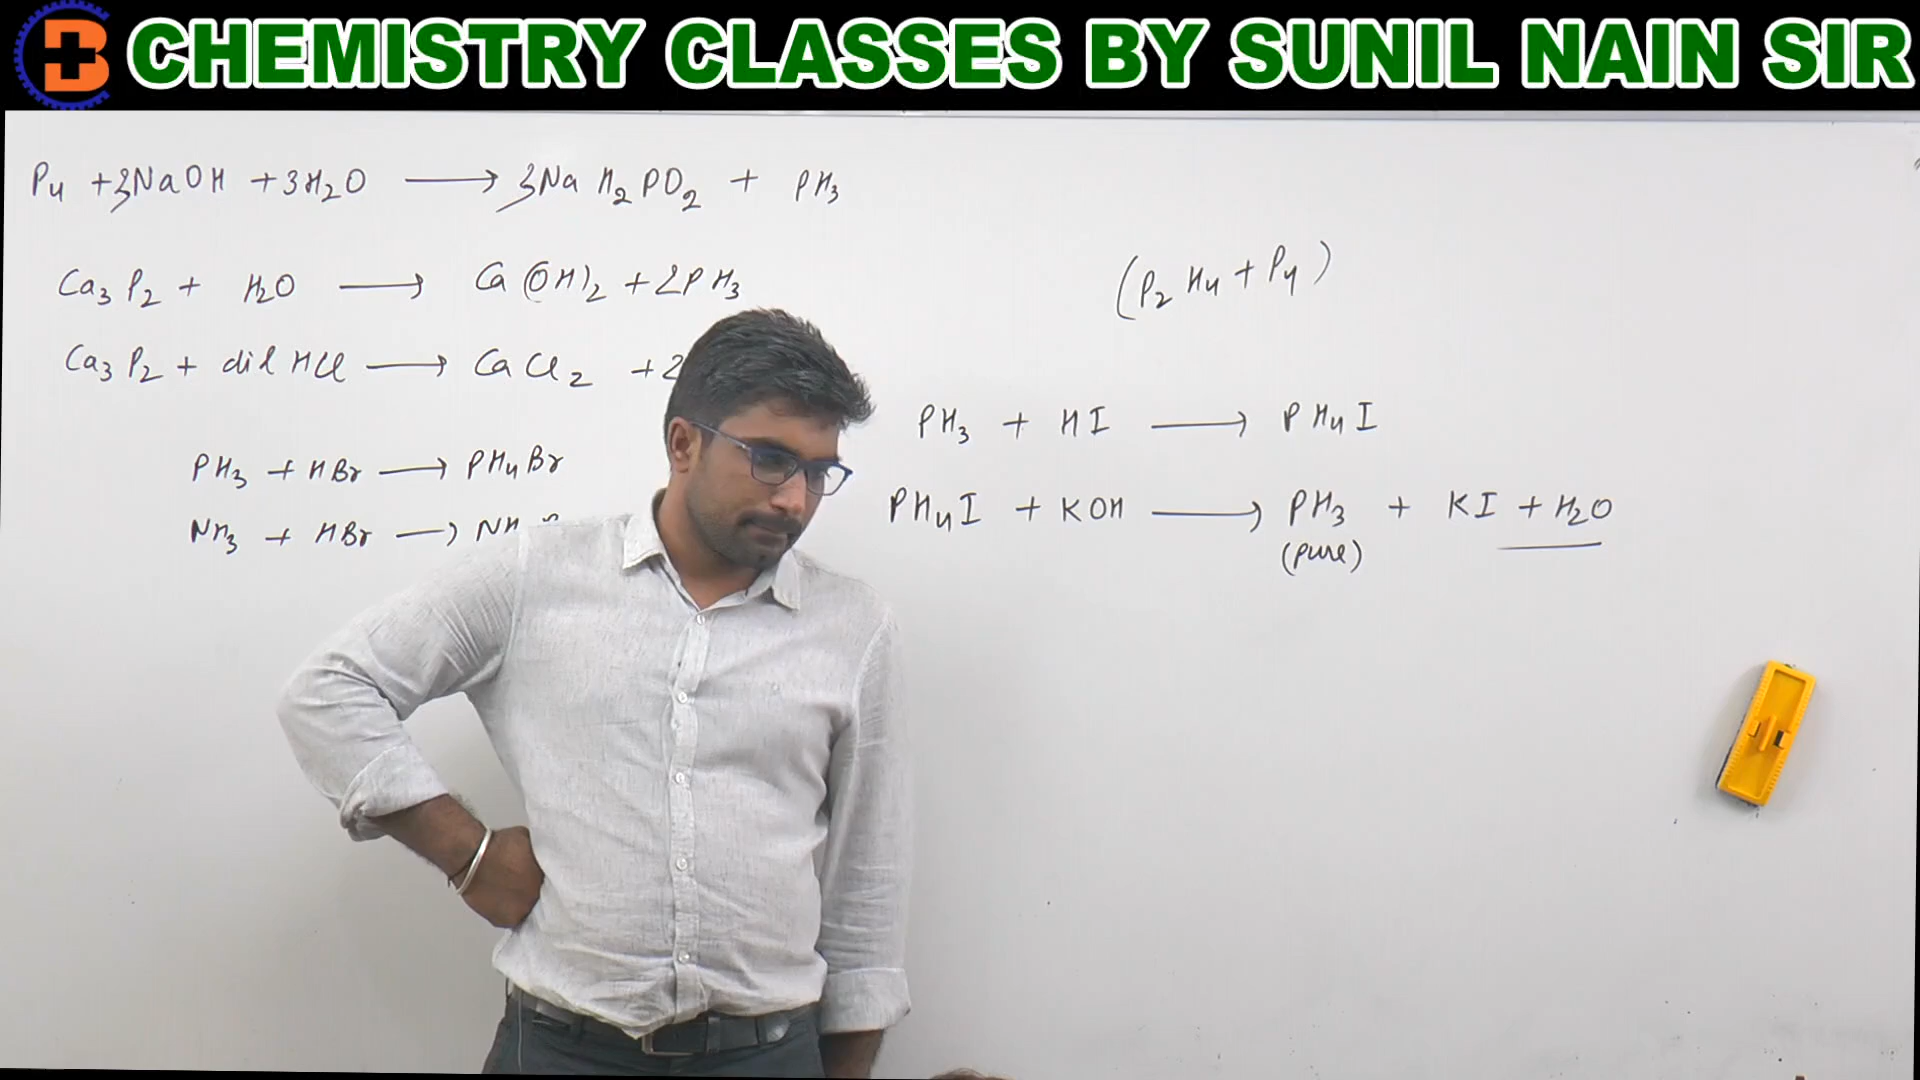 CHEMISTRY CLASSES BY SUNIL NAIN SIR
P4 + 3NaOH + 3H2O ⟶ 3NaH2PO2 + PH3
Ca3P2 + H2O ⟶ Ca(OH)2 + 2PH3
Ca3P2 + dil HCl ⟶ CaCl2 + 2
PH3 + HBr ⟶ PH4Br
NH3 + HBr ⟶ NH
(P2H4 + P4)
PH3 + HI ⟶ PH4I
PH4I + KOH ⟶ PH3 + KI + H2O
(pure)